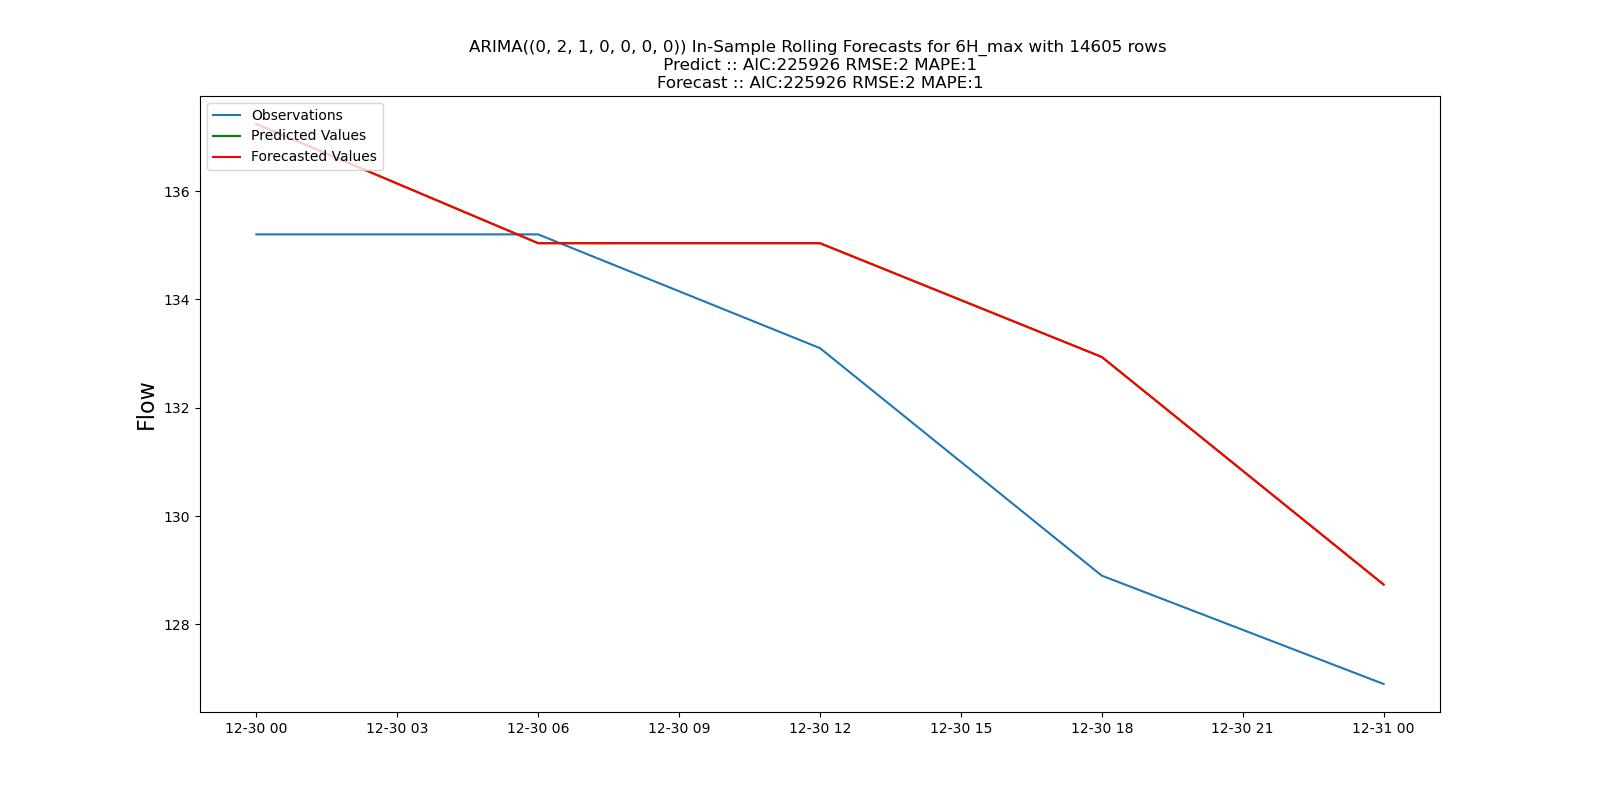 ARIMA((0, 2, 1, 0, 0, 0, 0)) In-Sample Rolling Forecasts for 6H_max with 14605 rows
Predict :: AIC:225926 RMSE:2 MAPE:1
Forecast :: AIC:225926 RMSE:2 MAPE:1
Observations
Predicted Values
Forecasted Values
136
134
132
130
128
Flow
12-30 00
12-30 03
12-30 06
12-30 09
12-30 12
12-30 15
12-30 18
12-30 21
12-31 00